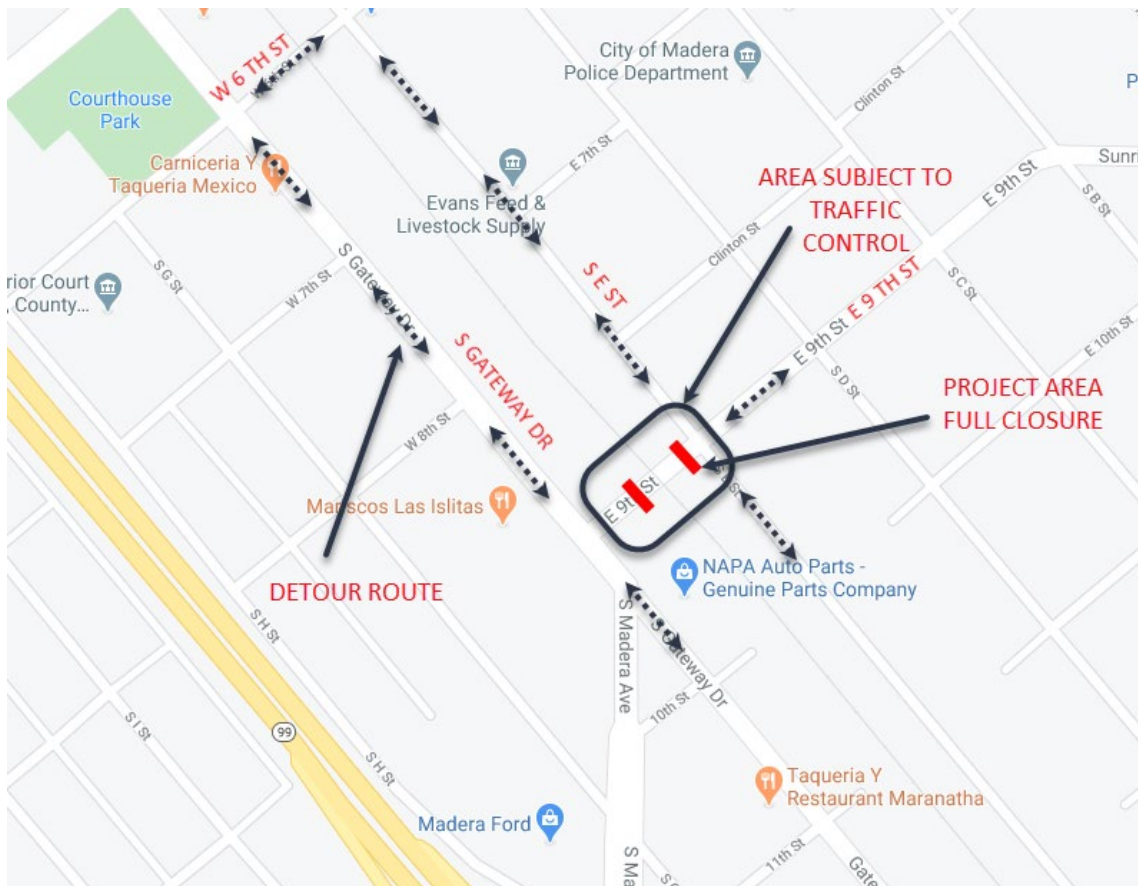 W 6 TH ST
City of Madera
Police Department
P
Clinton St
Courthouse
Park
Carniceria Y
Taqueria Mexico
E 7th St
AREA SUBJECT TO
TRAFFIC
CONTROL
Sunri
E 9th St
S B St
Evans Feed &
Livestock Supply
Clinton St
S G St
S Gateway Dr
W 7th St
rior Court
County...
S E ST
E 9 TH ST
S C St
E 10th St
E 9th St
S D St
S GATEWAY DR
PROJECT AREA
FULL CLOSURE
W 8th St
Mariscos Las Islitas
E 9th St
S E St
NAPA Auto Parts -
Genuine Parts Company
DETOUR ROUTE
S H St
S Madera Ave
S Gateway Dr
10th St
S I St
99
S H St
Taqueria Y
Restaurant Maranatha
Madera Ford
11th St
S Ma
Gate